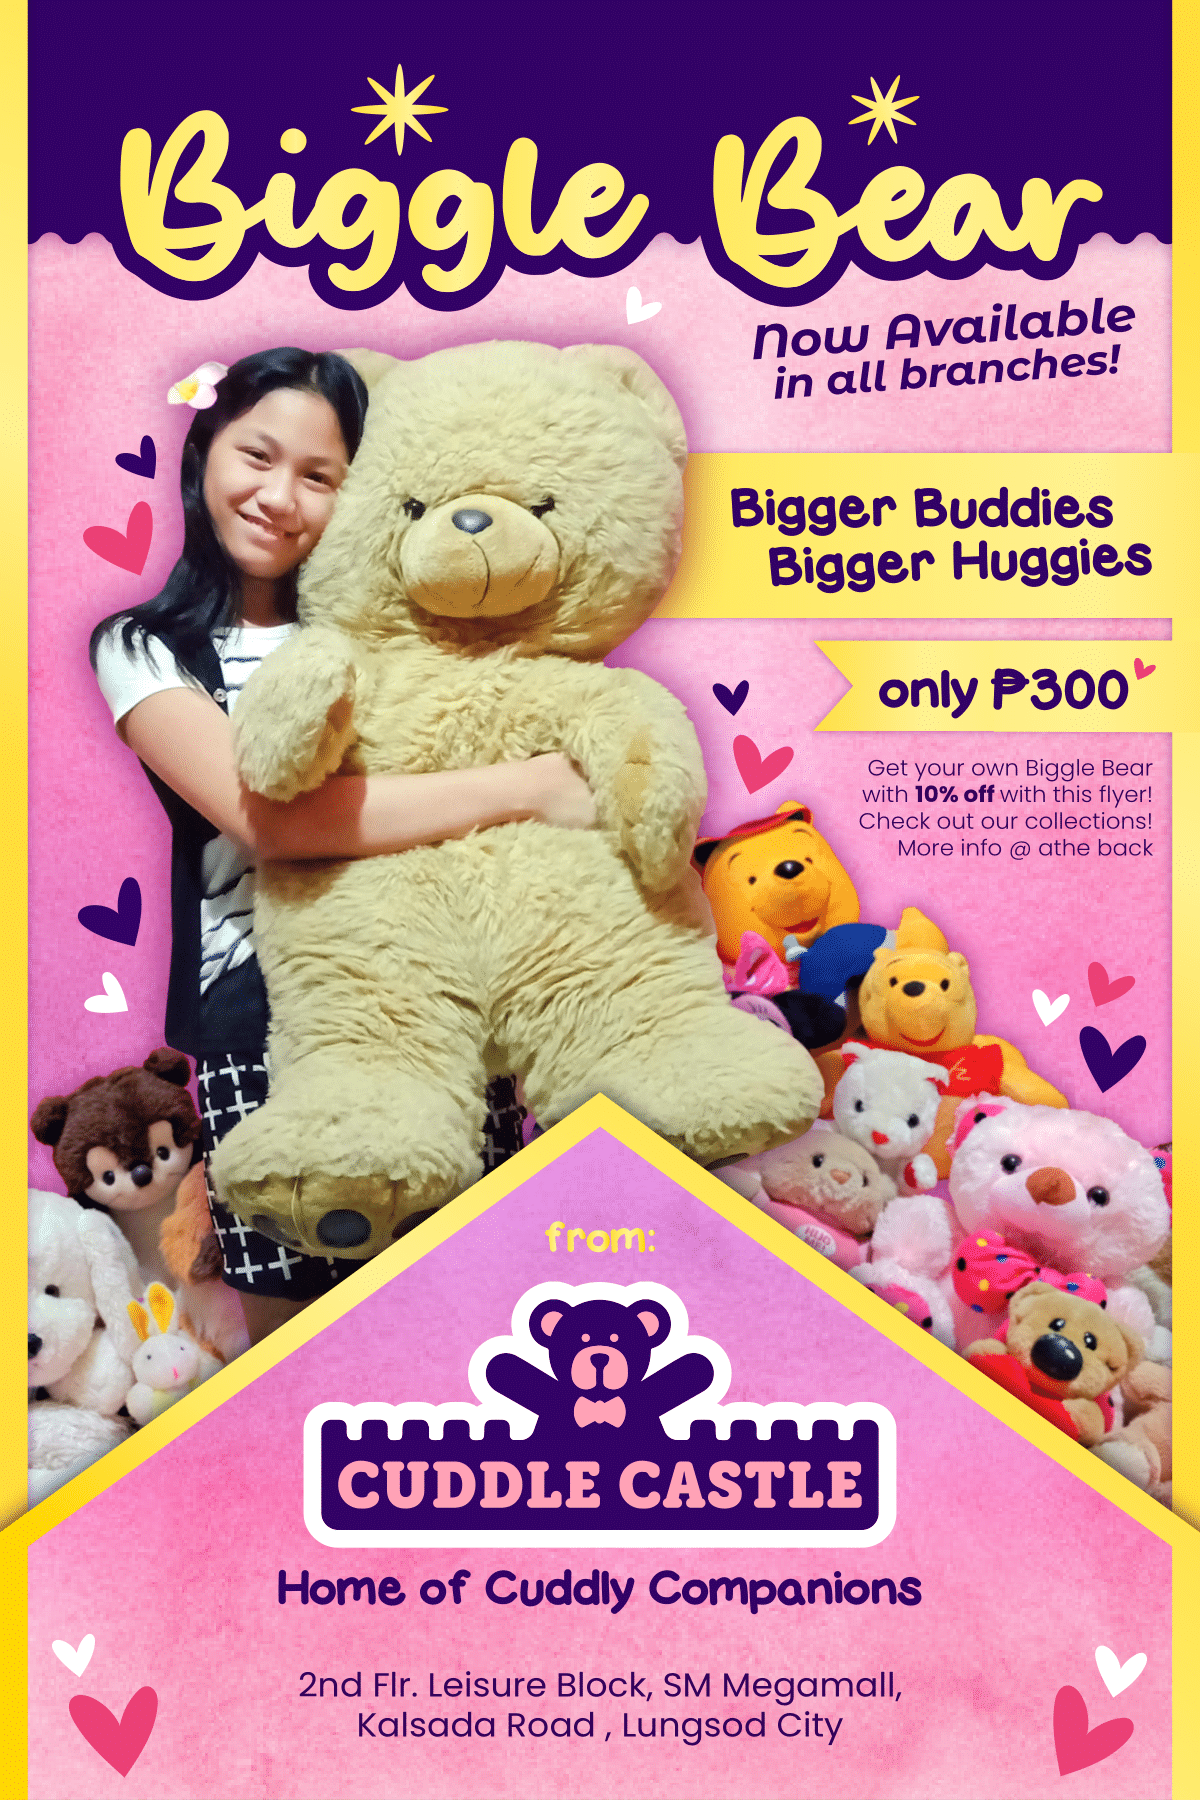 Biggle Bear
Now Available
in all branches!
Bigger Buddies
Bigger Huggies
only ₱300
Get your own Biggle Bear
with 10% off with this flyer!
Check out our collections!
More info @ athe back
from:
CUDDLE CASTLE
Home of Cuddly Companions
2nd Flr. Leisure Block, SM Megamall,
Kalsada Road , Lungsod City